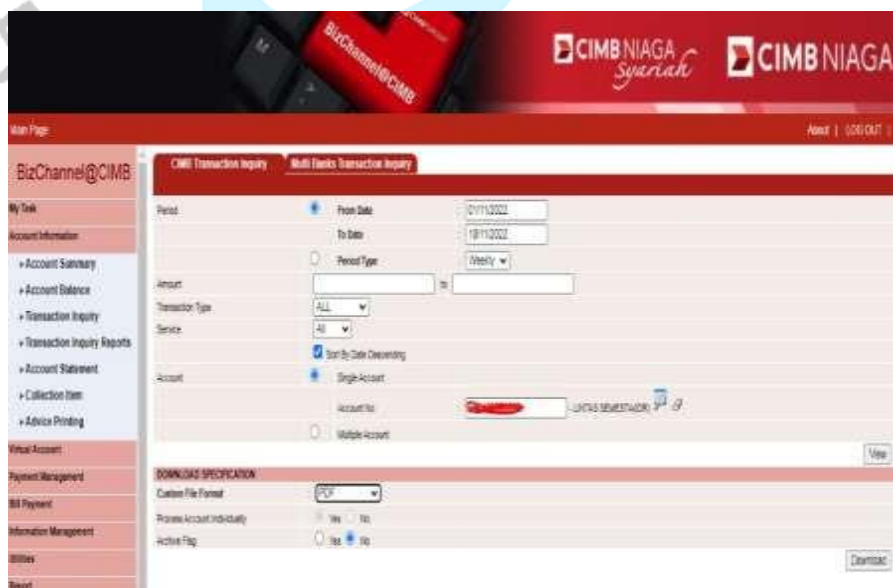 BizChannel@CIMB
M
CIMB NIAGA Syariah
CIMB NIAGA
Main Page
About | LOG OUT |
BizChannel@CIMB
CIMB Transaction Inquiry
Multi Banks Transaction Inquiry
My Task
Account Information
Account Summary
Account Balance
Transaction Inquiry
Transaction Inquiry Reports
Account Statement
Collection Item
Advice Printing
Virtual Account
Payment Management
Bill Payment
Information Management
Utilities
Report
Period
From Date : 01/11/2022
To Date : 18/11/2022
Period Type : Weekly
Amount
to
Transaction Type
ALL
Service
All
Sort By Date Descending
Account
Single Account
Account No
LINTAS SEMESTA
Multiple Account
View
DOWNLOAD SPECIFICATION
Custom File Format
PDF
Process Account Individually
Yes No
Archive Flag
Yes No
Download